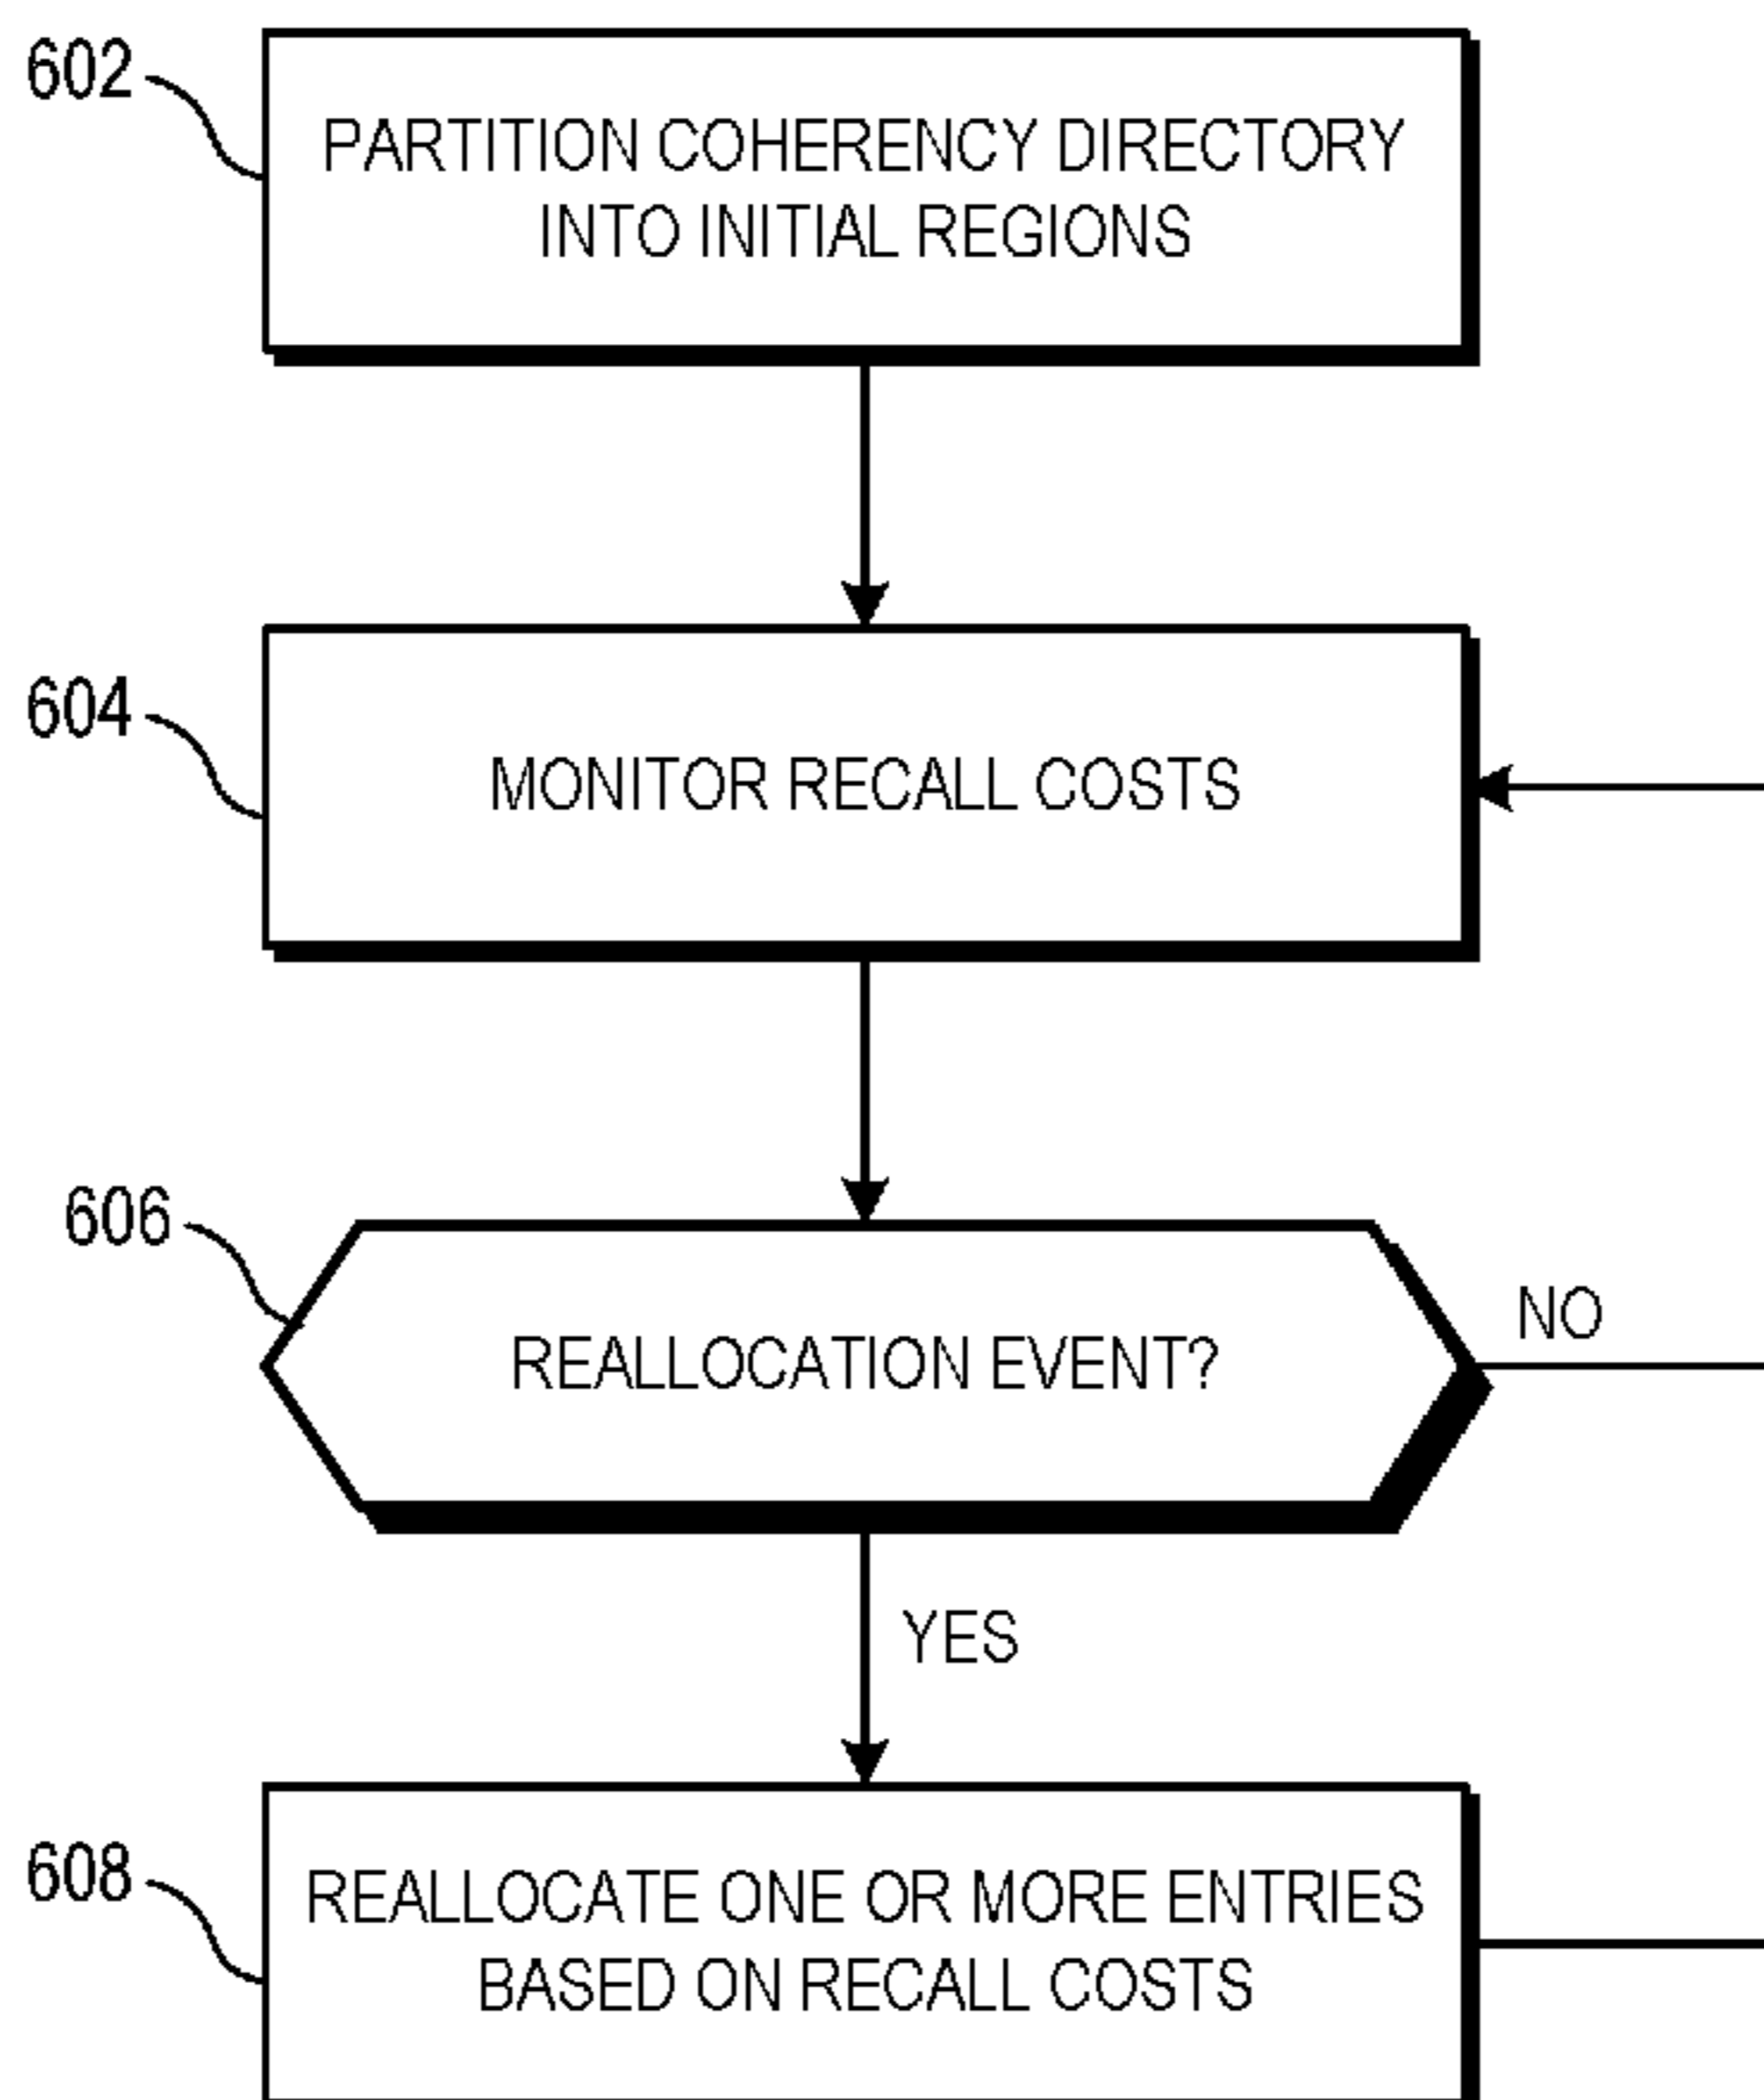 602
PARTITION COHERENCY DIRECTORY
INTO INITIAL REGIONS
604
MONITOR RECALL COSTS
606
REALLOCATION EVENT?
NO
YES
608
REALLOCATE ONE OR MORE ENTRIES
BASED ON RECALL COSTS